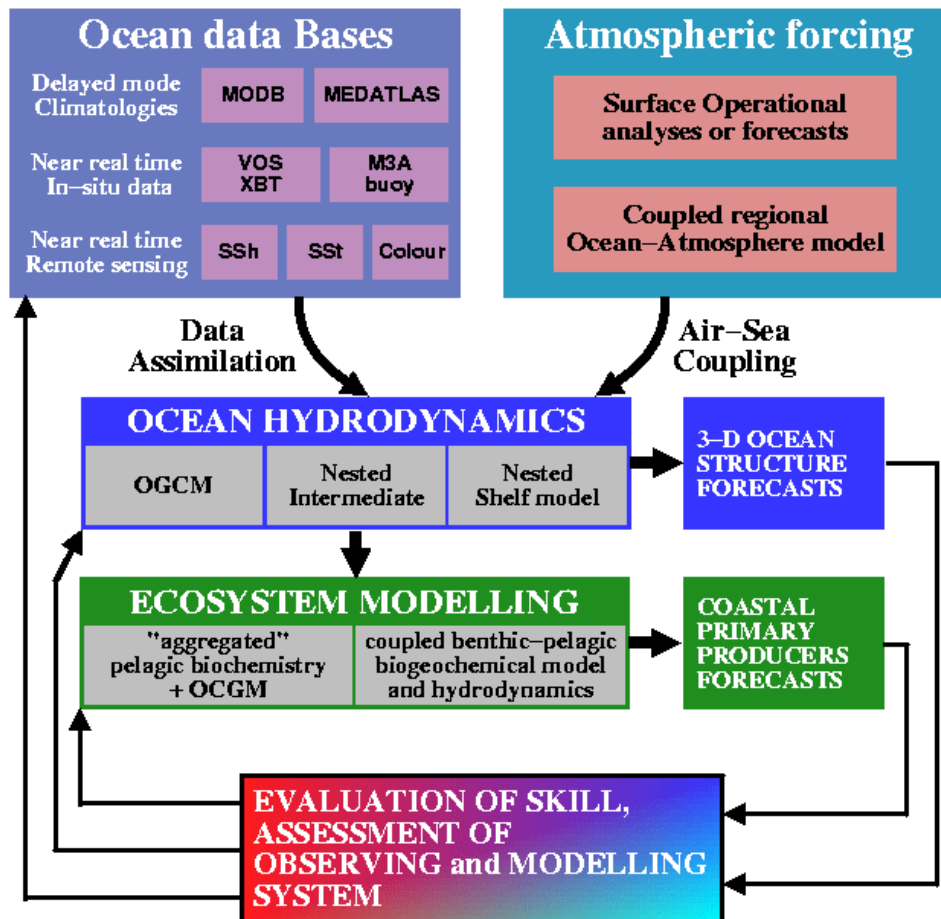 Ocean data Bases
Delayed mode
Climatologies
MODB
MEDATLAS
Near real time
In-situ data
VOS
XBT
M3A
buoy
Near real time
Remote sensing
SSh
SSt
Colour
Atmospheric forcing
Surface Operational
analyses or forecasts
Coupled regional
Ocean-Atmosphere model
Data
Assimilation
Air-Sea
Coupling
OCEAN HYDRODYNAMICS
OGCM
Nested
Intermediate
Nested
Shelf model
3-D OCEAN
STRUCTURE
FORECASTS
ECOSYSTEM MODELLING
"aggregated"
pelagic biochemistry
+ OCGM
coupled benthic-pelagic
biogeochemical model
and hydrodynamics
COASTAL
PRIMARY
PRODUCERS
FORECASTS
EVALUATION OF SKILL,
ASSESSMENT OF
OBSERVING and MODELLING
SYSTEM